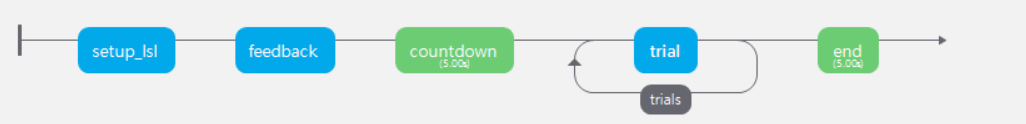 setup_lsl
feedback
countdown
(5.00s)
trial
trials
end
(5.00s)